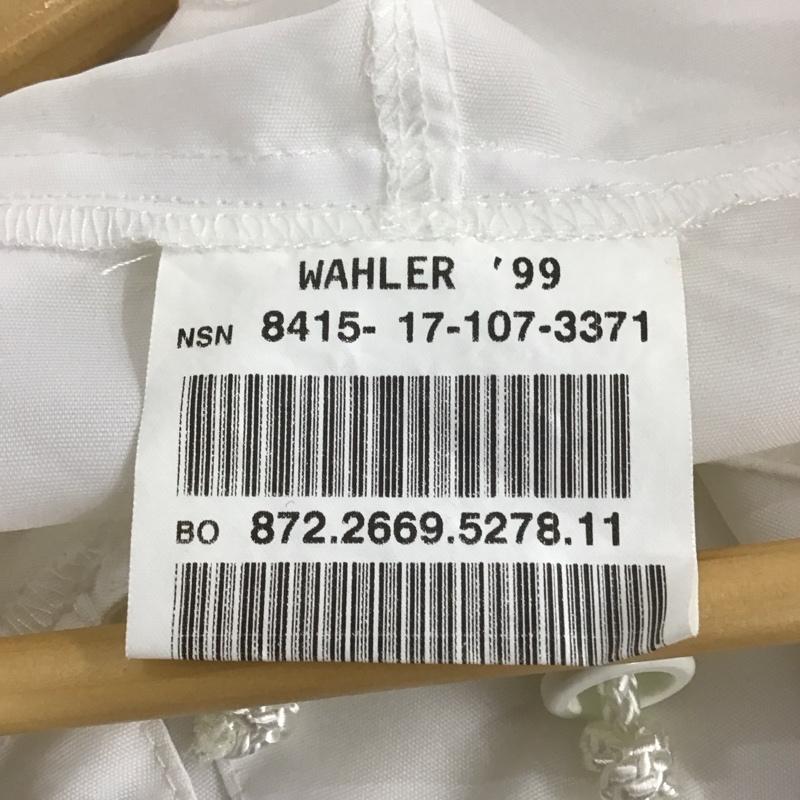 WAHLER '99
NSN 8415- 17-107-3371
BO 872.2669.5278.11